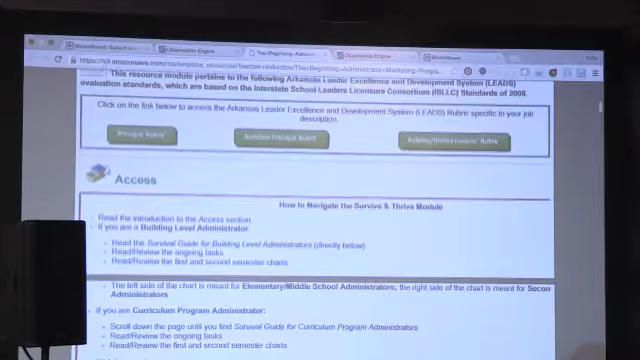 Observation Engine
The Beginning Administr
Observation Engine
This resource module pertains to the following Arkansas Leader Excellence and Development System (LEADS)
evaluation standards, which are based on the Interstate School Leaders Licensure Consortium (ISLLC) Standards of 2008.
Click on the link below to access the Arkansas Leader Excellence and Development System (LEADS) Rubric specific to your job
description.
Principal Rubric
Assistant Principal Rubric
Building/District Leaders' Rubric
Access
How to Navigate the Survive & Thrive Module
Read the introduction to the Access section
If you are a Building Level Administrator
Read the Survival Guide for Building Level Administrators (directly below)
Read/Review the ongoing tasks
Read/Review the first and second semester charts
The left side of the chart is meant for Elementary/Middle School Administrators; the right side of the chart is meant for Secon
Administrators
If you are Curriculum Program Administrator:
Scroll down the page until you find Survival Guide for Curriculum Program Administrators
Read/Review the ongoing tasks
Read/Review the first and second semester charts